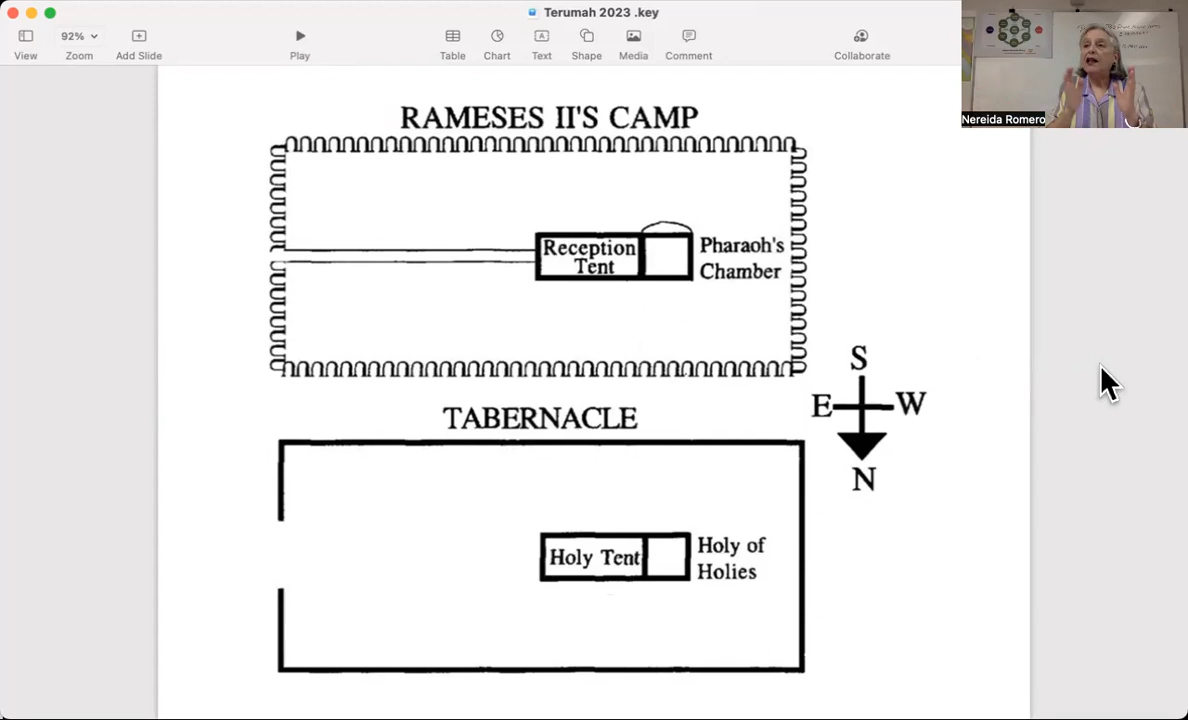 Terumah 2023 .key
92%
View
Zoom
Add Slide
Play
Table
Chart
Text
Shape
Media
Comment
Collaborate
Nereida Romero
RAMESES II'S CAMP
Reception
Tent
Pharaoh's
Chamber
S
E
W
N
TABERNACLE
Holy Tent
Holy of
Holies